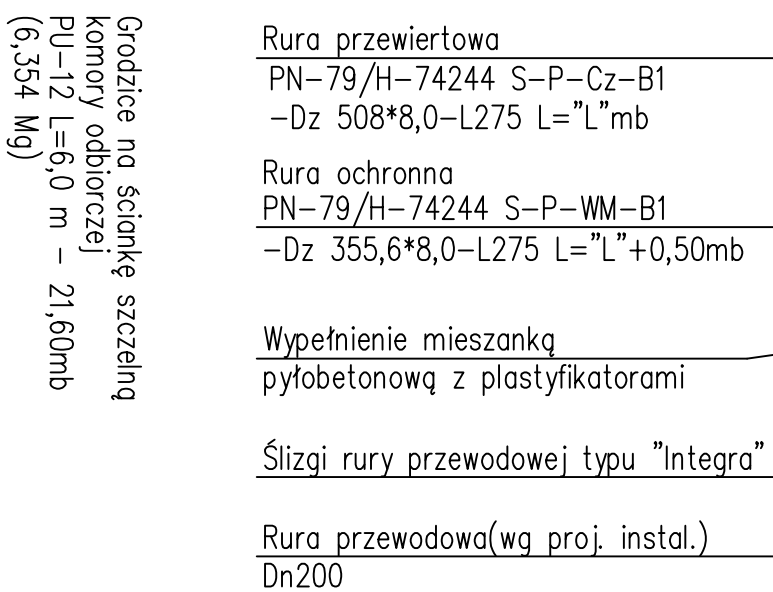 Grodzice na ściankę szczelną
komory odbiorczej
PU-12 L=6,0 m - 21,60mb
(6,354 Mg)
Rura przewiertowa
PN-79/H-74244 S-P-Cz-B1
-Dz 508*8,0-L275 L="L"mb
Rura ochronna
PN-79/H-74244 S-P-WM-B1
-Dz 355,6*8,0-L275 L="L"+0,50mb
Wypełnienie mieszanką
pyłobetonową z plastyfikatorami
Ślizgi rury przewodowej typu "Integra"
Rura przewodowa(wg proj. instal.)
Dn200